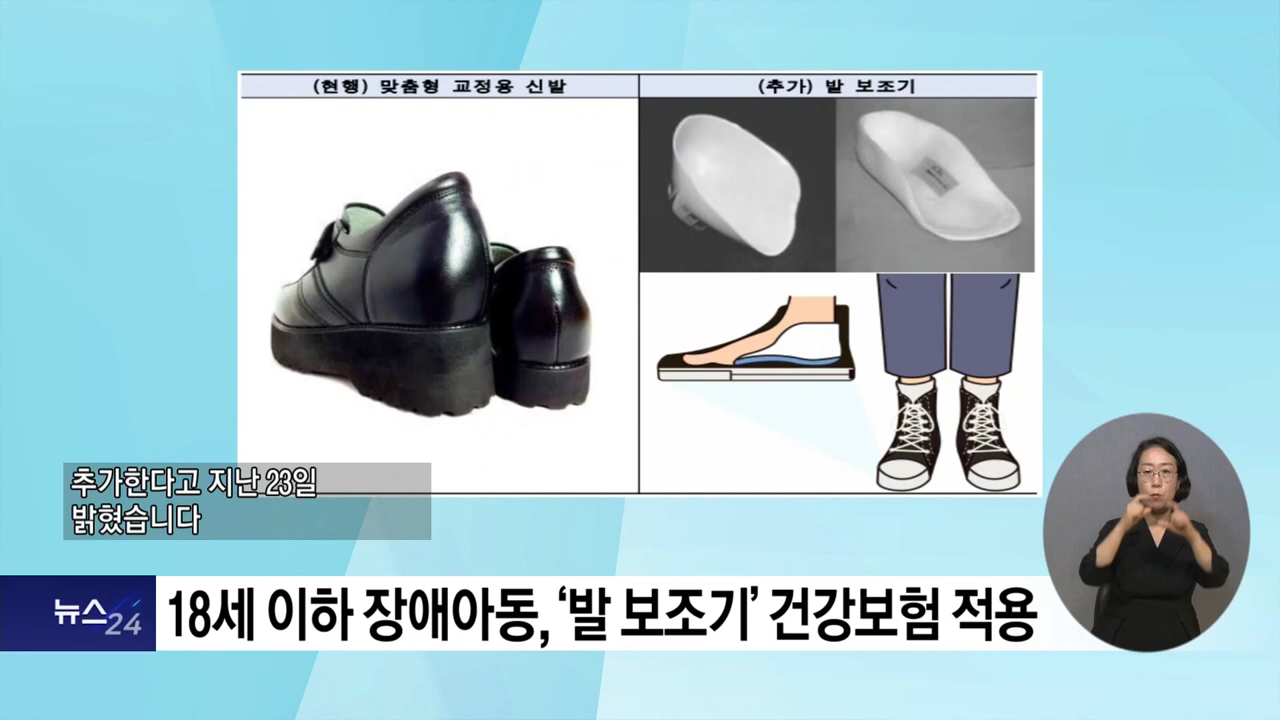 (현행) 맞춤형 교정용 신발
(추가) 발 보조기
추가한다고 지난 23일
밝혔습니다
뉴스24
18세 이하 장애아동, ‘발 보조기’ 건강보험 적용